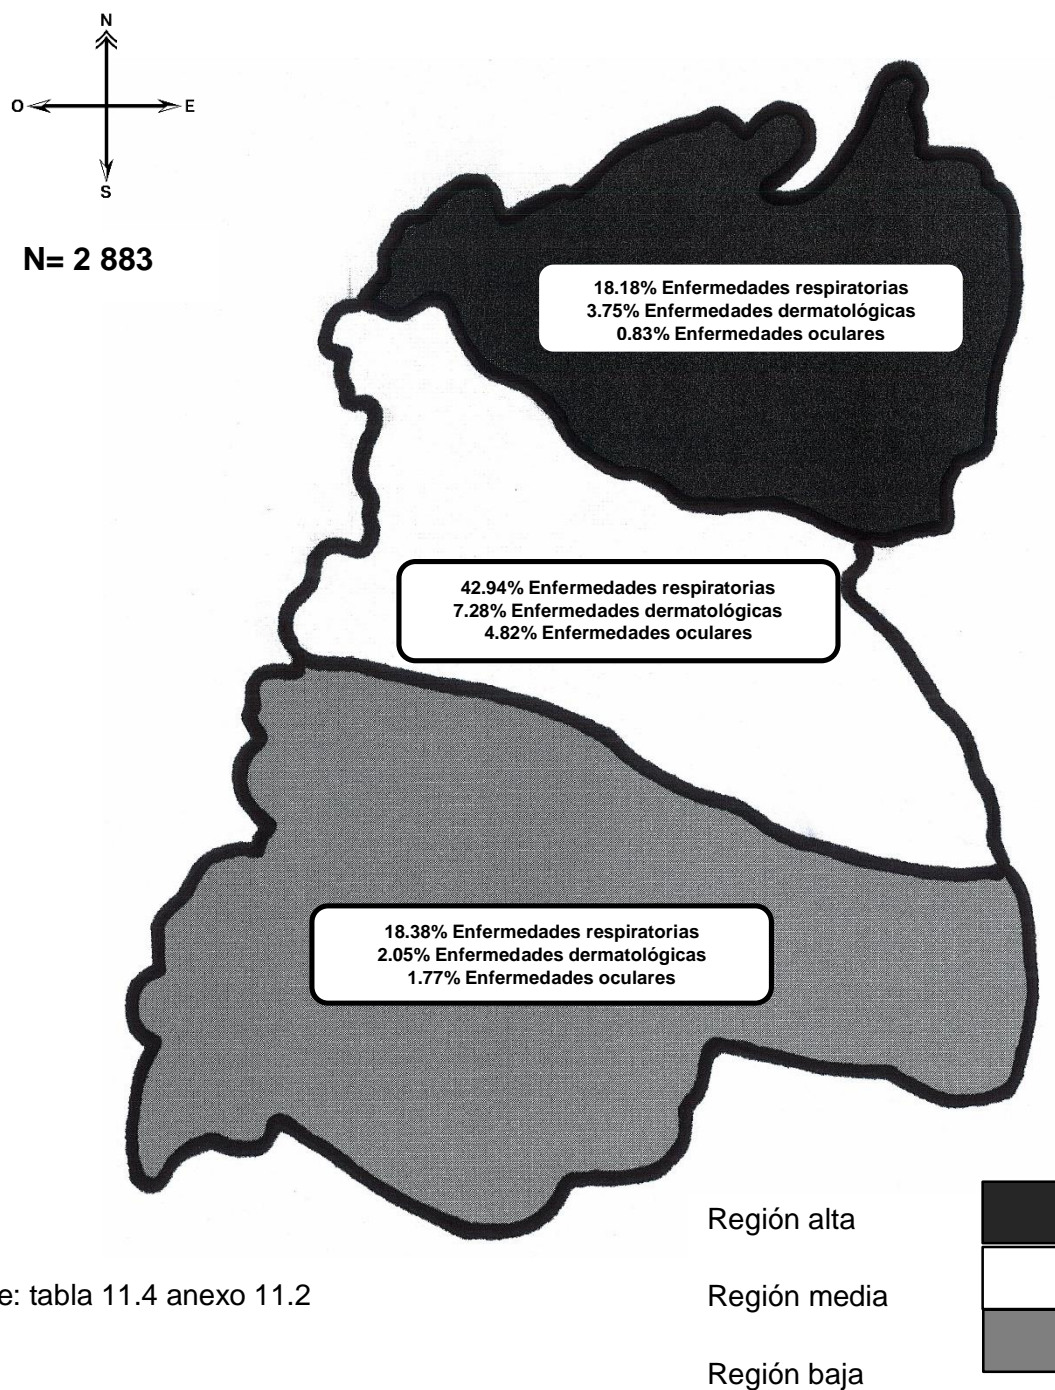 N
O E
S
N= 2 883
18.18% Enfermedades respiratorias
3.75% Enfermedades dermatológicas
0.83% Enfermedades oculares
42.94% Enfermedades respiratorias
7.28% Enfermedades dermatológicas
4.82% Enfermedades oculares
18.38% Enfermedades respiratorias
2.05% Enfermedades dermatológicas
1.77% Enfermedades oculares
Región alta
e: tabla 11.4 anexo 11.2
Región media
Región baja